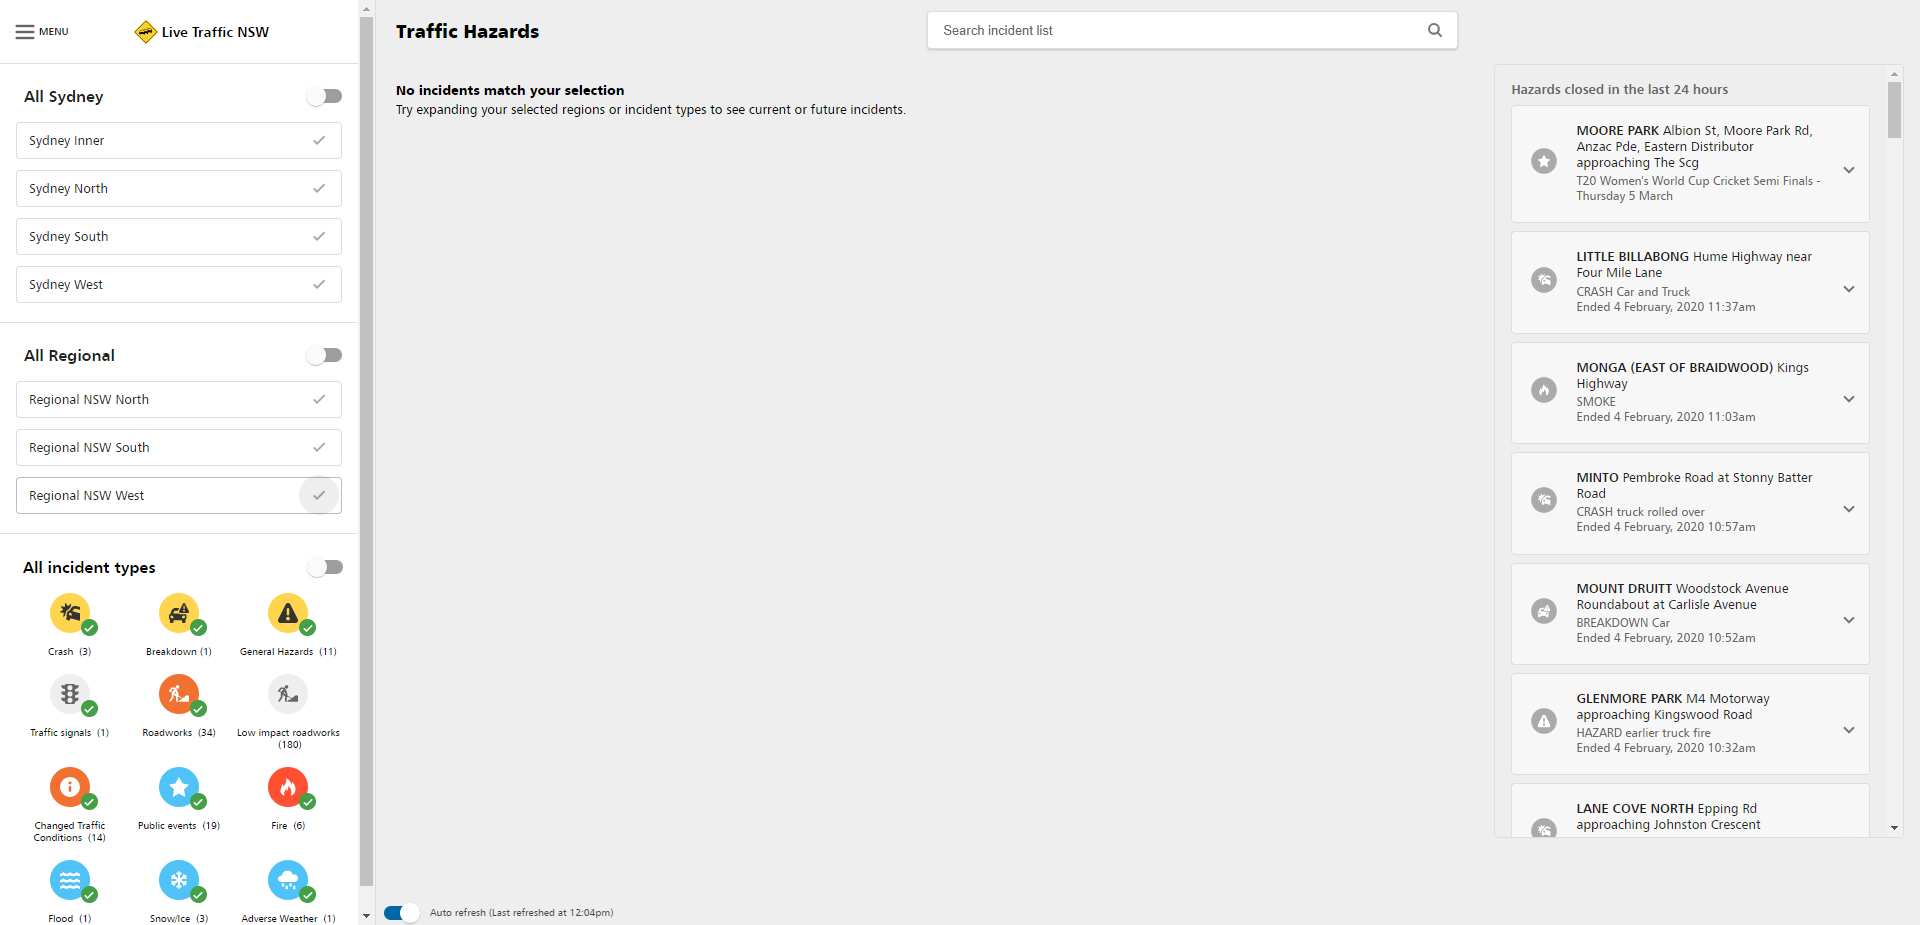 MENU
Live Traffic NSW
All Sydney
Sydney Inner
Sydney North
Sydney South
Sydney West
All Regional
Regional NSW North
Regional NSW South
Regional NSW West
All incident types
Crash (3)
Breakdown (1)
General Hazards (11)
Traffic signals (1)
Roadworks (34)
Low impact roadworks
(180)
Changed Traffic
Conditions (14)
Public events (19)
Fire (6)
Flood (1)
Snow/Ice (3)
Adverse Weather (1)
Traffic Hazards
Search incident list
No incidents match your selection
Try expanding your selected regions or incident types to see current or future incidents.
Auto refresh (Last refreshed at 12:04pm)
Hazards closed in the last 24 hours
MOORE PARK Albion St, Moore Park Rd,
Anzac Pde, Eastern Distributor
approaching The Scg
T20 Women's World Cup Cricket Semi Finals -
Thursday 5 March
LITTLE BILLABONG Hume Highway near
Four Mile Lane
CRASH Car and Truck
Ended 4 February, 2020 11:37am
MONGA (EAST OF BRAIDWOOD) Kings
Highway
SMOKE
Ended 4 February, 2020 11:03am
MINTO Pembroke Road at Stonny Batter
Road
CRASH truck rolled over
Ended 4 February, 2020 10:57am
MOUNT DRUITT Woodstock Avenue
Roundabout at Carlisle Avenue
BREAKDOWN Car
Ended 4 February, 2020 10:52am
GLENMORE PARK M4 Motorway
approaching Kingswood Road
HAZARD earlier truck fire
Ended 4 February, 2020 10:32am
LANE COVE NORTH Epping Rd
approaching Johnston Crescent